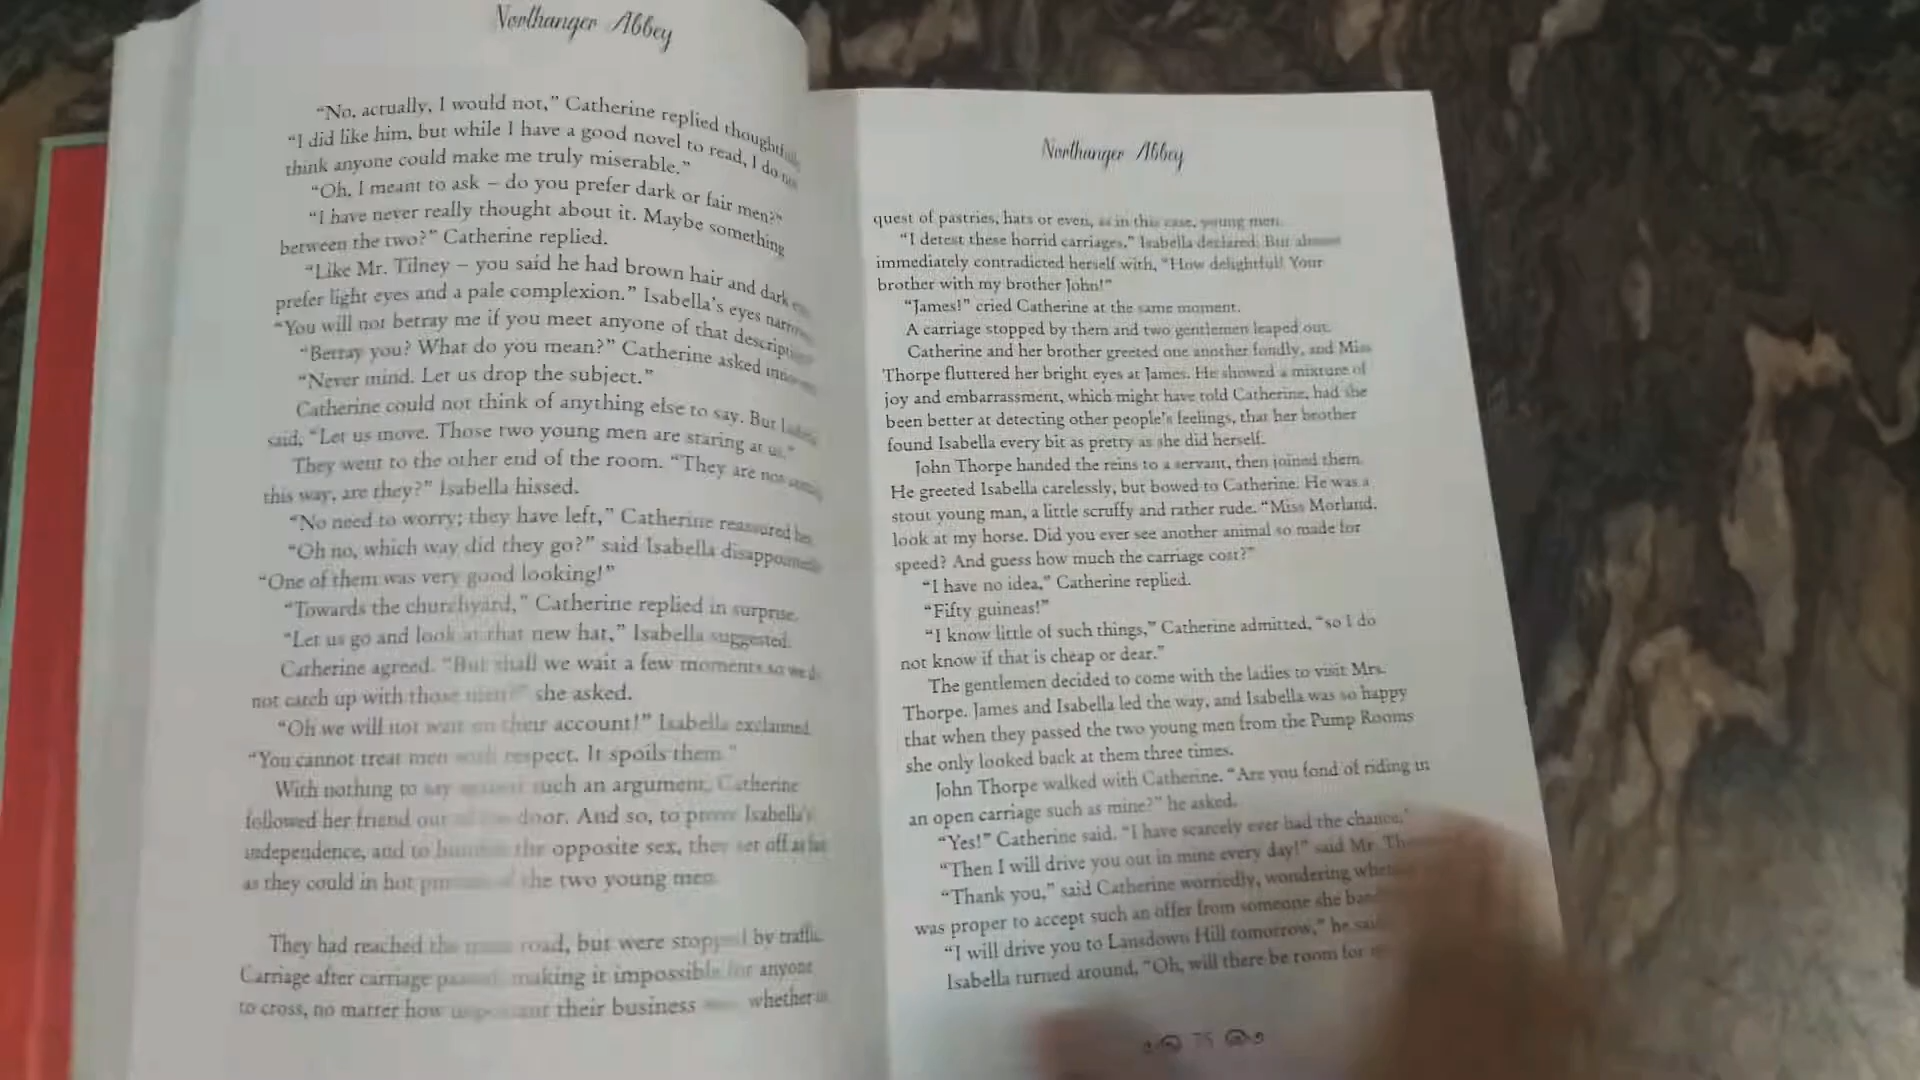 Northanger Abbey
“No, actually, I would not,” Catherine replied
“I did like him, but while I have a good novel to read, I do
think anyone could make me truly miserable.”
“Oh, I meant to ask – do you prefer dark or fair men?”
“I have never really thought about it. Maybe something
between the two?” Catherine replied.
“Like Mr. Tilney – you said he had brown hair and dark
prefer light eyes and a pale complexion.” Isabella’s eyes
“You will not betray me if you meet anyone of that
“Betray you? What do you mean?” Catherine asked
“Never mind. Let us drop the subject.”
Catherine could not think of anything else to say. But
said, “Let us move. Those two young men are staring at us.”
They went to the other end of the room. “They are not
this way, are they?” Isabella hissed.
“No need to worry; they have left,” Catherine reassured her.
“Oh no, which way did they go?” said Isabella
“One of them was very good looking!”
“Towards the churchyard,” Catherine replied in surprise.
“Let us go and look at that new hat,” Isabella suggested.
Catherine agreed. “But shall we wait a few moments so we
not catch up with those men?” she asked.
“Oh we will not wait on their account!” Isabella exclaimed.
“You cannot treat men with respect. It spoils them.”
With nothing to say such an argument, Catherine
followed her friend out door. And so, to prove Isabella’s
independence, and to the opposite sex, they set off as
as they could in hot the two young men.
They had reached the road, but were stopped by traffic.
Carriage after carriage making it impossible for anyone
to cross, no matter how their business whether
Northanger Abbey
quest of pastries, hats or even, as in this case, young men.
“I detest these horrid carriages,” Isabella declared. But almost
immediately contradicted herself with, “How delightful! Your
brother with my brother John!”
“James!” cried Catherine at the same moment.
A carriage stopped by them and two gentlemen leaped out.
Catherine and her brother greeted one another fondly, and Miss
Thorpe fluttered her bright eyes at James. He showed a mixture of
joy and embarrassment, which might have told Catherine, had she
been better at detecting other people’s feelings, that her brother
found Isabella every bit as pretty as she did herself.
John Thorpe handed the reins to a servant, then joined them.
He greeted Isabella carelessly, but bowed to Catherine. He was a
stout young man, a little scruffy and rather rude. “Miss Morland,
look at my horse. Did you ever see another animal so made for
speed? And guess how much the carriage cost?”
“I have no idea,” Catherine replied.
“Fifty guineas!”
“I know little of such things,” Catherine admitted, “so I do
not know if that is cheap or dear.”
The gentlemen decided to come with the ladies to visit Mrs.
Thorpe. James and Isabella led the way, and Isabella was so happy
that when they passed the two young men from the Pump Rooms
she only looked back at them three times.
John Thorpe walked with Catherine. “Are you fond of riding in
an open carriage such as mine?” he asked.
“Yes!” Catherine said. “I have scarcely ever had the chance.”
“Then I will drive you out in mine every day!” said Mr.
“Thank you,” said Catherine worriedly, wondering
was proper to accept such an offer from someone she
“I will drive you to Lansdown Hill tomorrow,” he
Isabella turned around. “Oh, will there be room for